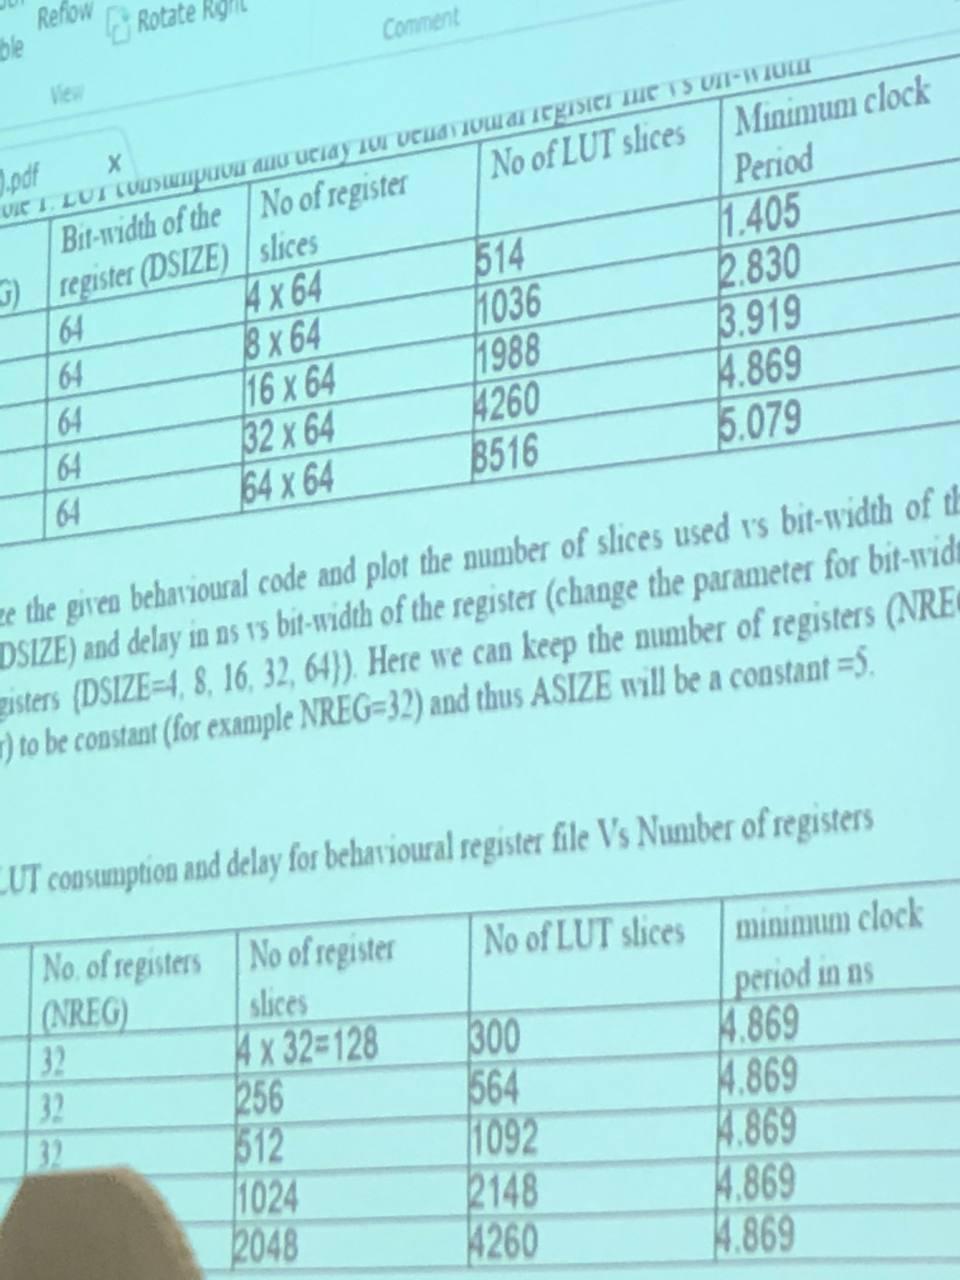 Reflow
Rotate Right
ble
Comment
View
).pdf
X
LUT consumption and delay for behavioural register file vs bit-width
G)
Bit-width of the
register (DSIZE)
No of register
slices
No of LUT slices
Minimum clock
Period
64 4 x 64 514 1.405
64 8 x 64 1036 2.830
64 16 x 64 1988 3.919
64 32 x 64 4260 4.869
64 64 x 64 8516 5.079
ze the given behavioural code and plot the number of slices used vs bit-width of th
DSIZE) and delay in ns vs bit-width of the register (change the parameter for bit-widt
gisters {DSIZE=4, 8, 16, 32, 64}). Here we can keep the number of registers (NREG
r) to be constant (for example NREG=32) and thus ASIZE will be a constant =5.
LUT consumption and delay for behavioural register file Vs Number of registers
No. of registers
(NREG)
No of register
slices
No of LUT slices
minimum clock
period in ns
32 4 x 32=128 300 4.869
32 256 564 4.869
32 512 1092 4.869
1024 2148 4.869
2048 4260 4.869